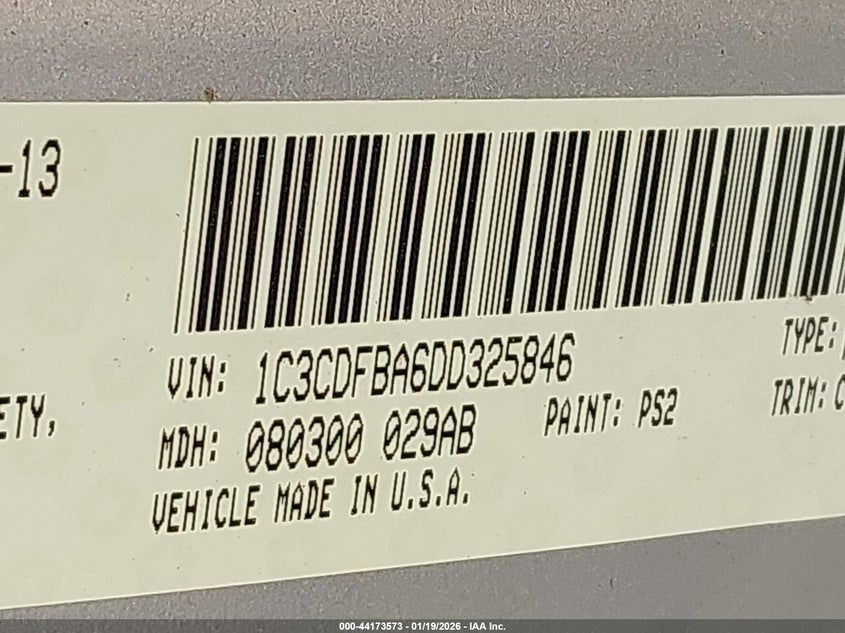 -13
VIN: 1C3CDFBA6DD325846
TYPE:
ETY,
MDH: 080300 029AB
PAINT: PS2
TRIM: C
VEHICLE MADE IN U.S.A.
000-44173573 - 01/19/2026 - IAA Inc.